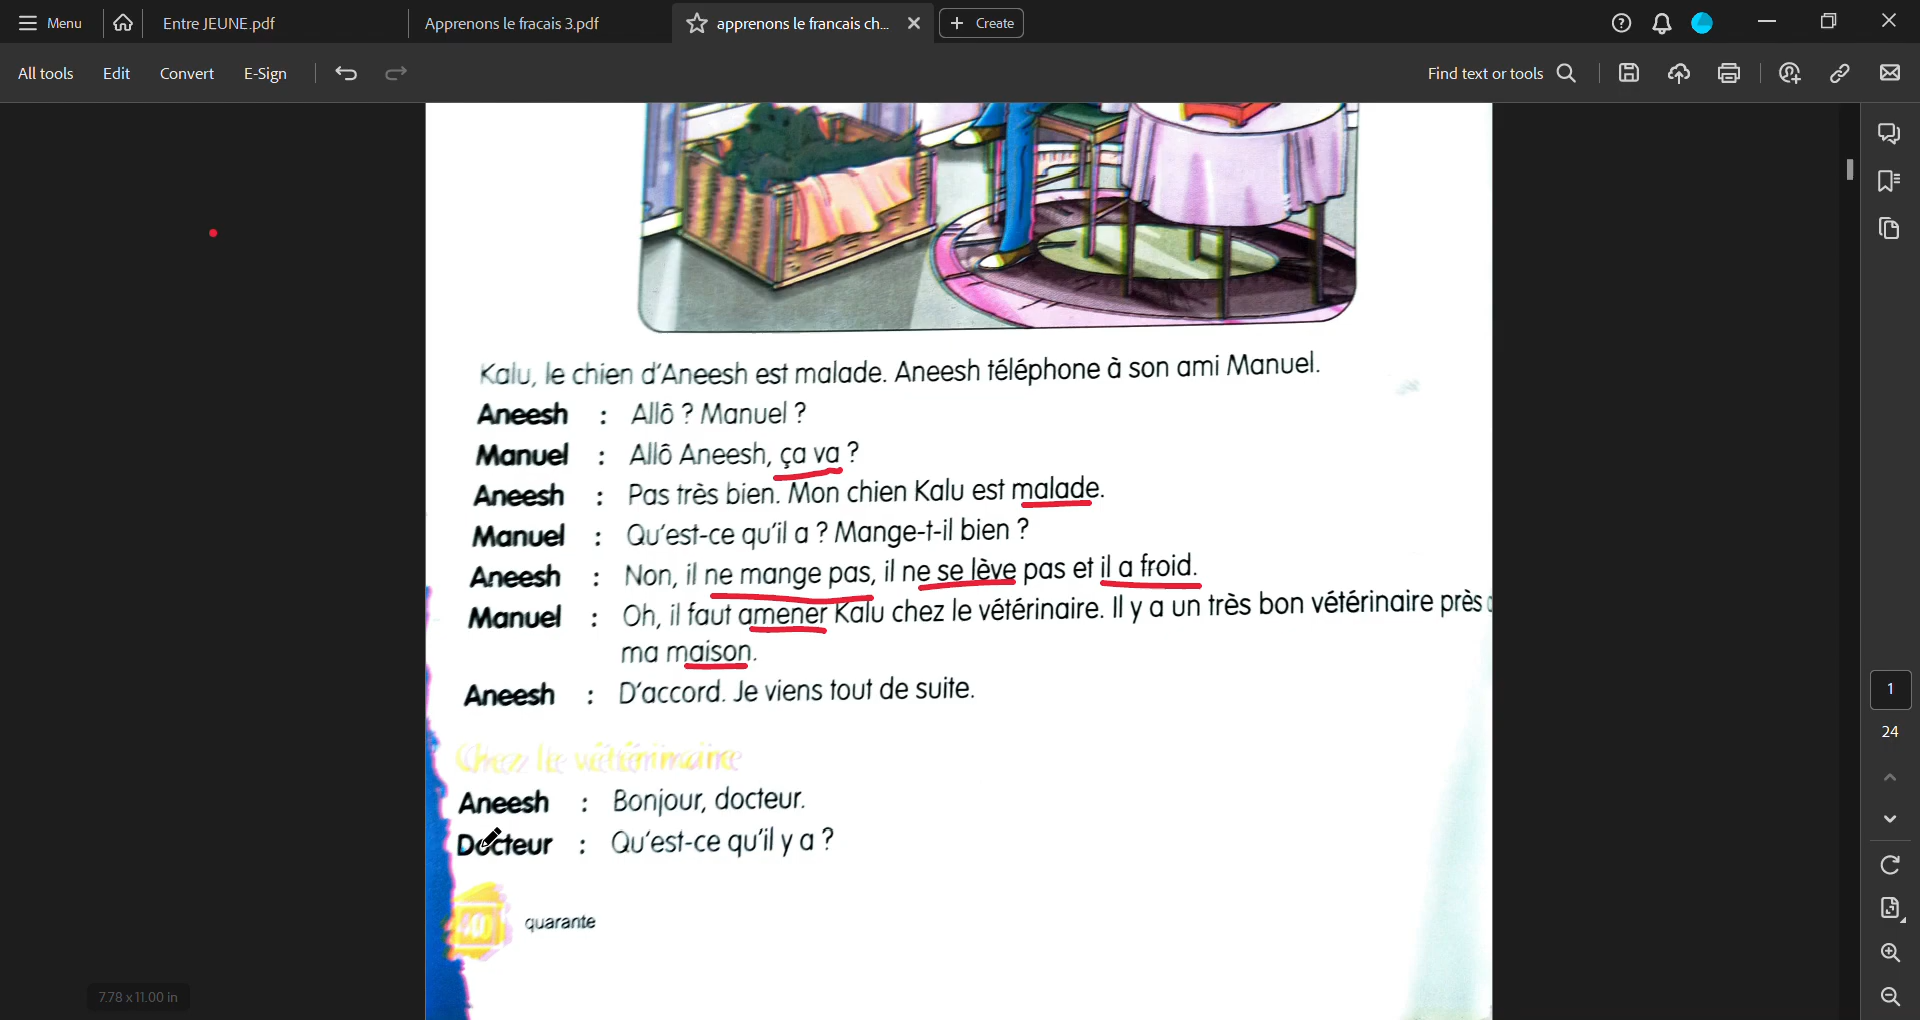 Menu
Entre JEUNE.pdf
Apprenons le fracais 3.pdf
apprenons le francais ch...
Create
All tools
Edit
Convert
E-Sign
Find text or tools
Kalu, le chien d'Aneesh est malade. Aneesh téléphone à son ami Manuel.
Aneesh : Allô ? Manuel ?
Manuel : Allô Aneesh, ça va ?
Aneesh : Pas très bien. Mon chien Kalu est malade.
Manuel : Qu'est-ce qu'il a ? Mange-t-il bien ?
Aneesh : Non, il ne mange pas, il ne se lève pas et il a froid.
Manuel : Oh, il faut amener Kalu chez le vétérinaire. Il y a un très bon vétérinaire près
ma maison.
Aneesh : D'accord. Je viens tout de suite.
Chez le vétérinaire
Aneesh : Bonjour, docteur.
Docteur : Qu'est-ce qu'il y a ?
40 quarante
7.78 x 11.00 in
1
24